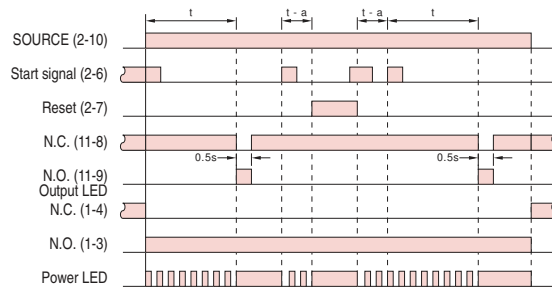 t
t - a
t - a
t
SOURCE (2-10)
Start signal (2-6)
Reset (2-7)
N.C. (11-8)
0.5s
0.5s
N.O. (11-9)
Output LED
N.C. (1-4)
N.O. (1-3)
Power LED